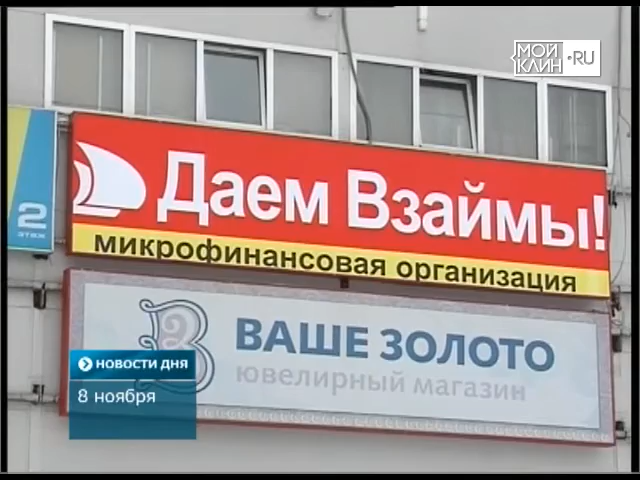 МОЙ
КЛИН .RU
Даем Взаймы!
микрофинансовая организация
2
этаж
ВАШЕ ЗОЛОТО
ювелирный магазин
НОВОСТИ ДНЯ
8 ноября